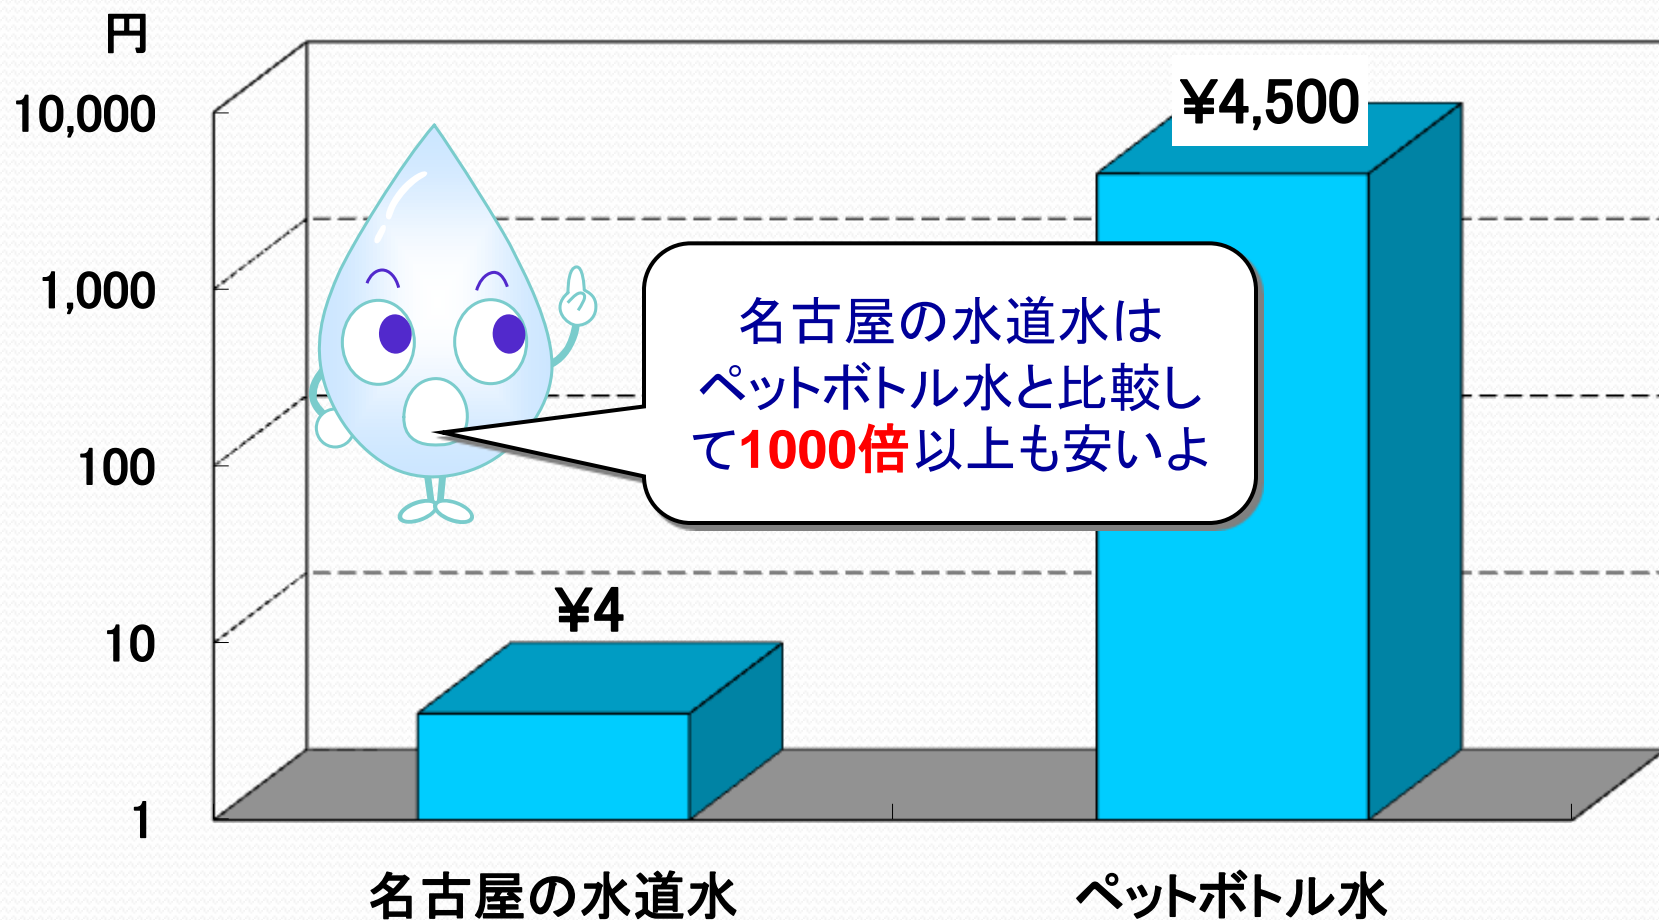 円
10,000
1,000
100
10
1
¥4,500
¥4
名古屋の水道水は
ペットボトル水と比較し
て1000倍以上も安いよ
名古屋の水道水
ペットボトル水